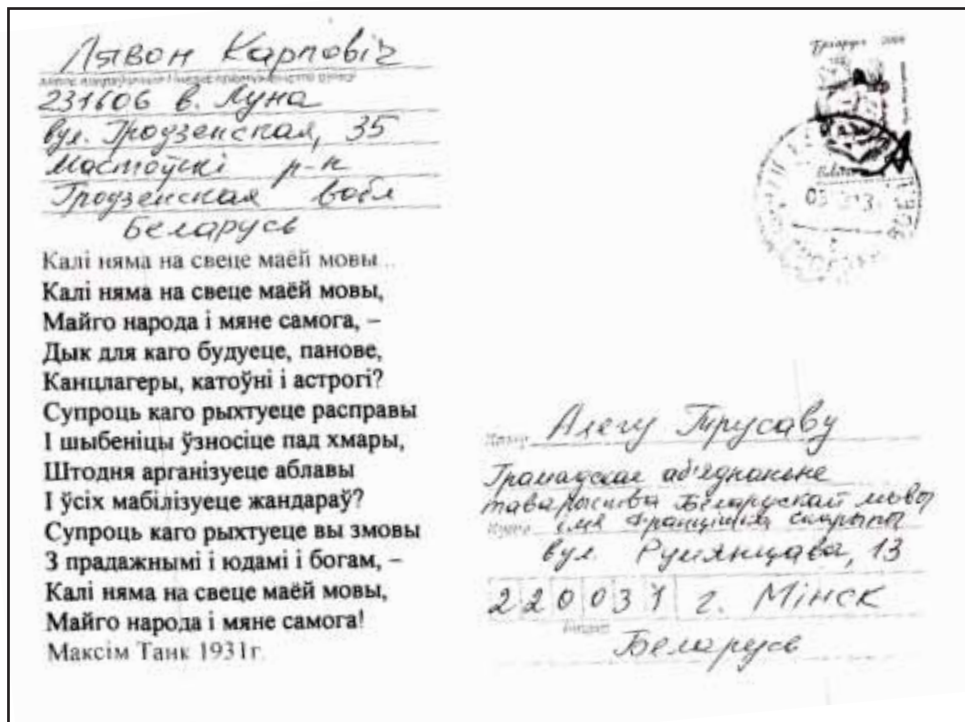 Лявон Карповіч
231606 в. Луна
вул. Гродзенская, 35
Мастоўскі р-н
Гродзенская вобл
Беларусь
Калі няма на свеце маёй мовы...
Калі няма на свеце маёй мовы,
Майго народа і мяне самога, –
Дык для каго будуеце, панове,
Канцлагеры, катоўні і астрогі?
Супроць каго рыхтуеце расправы
І шыбеніцы ўзносіце пад хмары,
Штодня арганізуеце аблавы
І ўсіх мабілізуеце жандараў?
Супроць каго рыхтуеце вы змовы
З прадажнымі і юдамі і богам, –
Калі няма на свеце маёй мовы,
Майго народа і мяне самога!
Максім Танк 1931г.
Беларусь
Каму Алегу Трусаву
Грамадскае аб'яднанне
таварыства Беларускай мовы
імя Францішка Скарыны
вул. Румянцава, 13
220031 г. Мінск
Беларусь